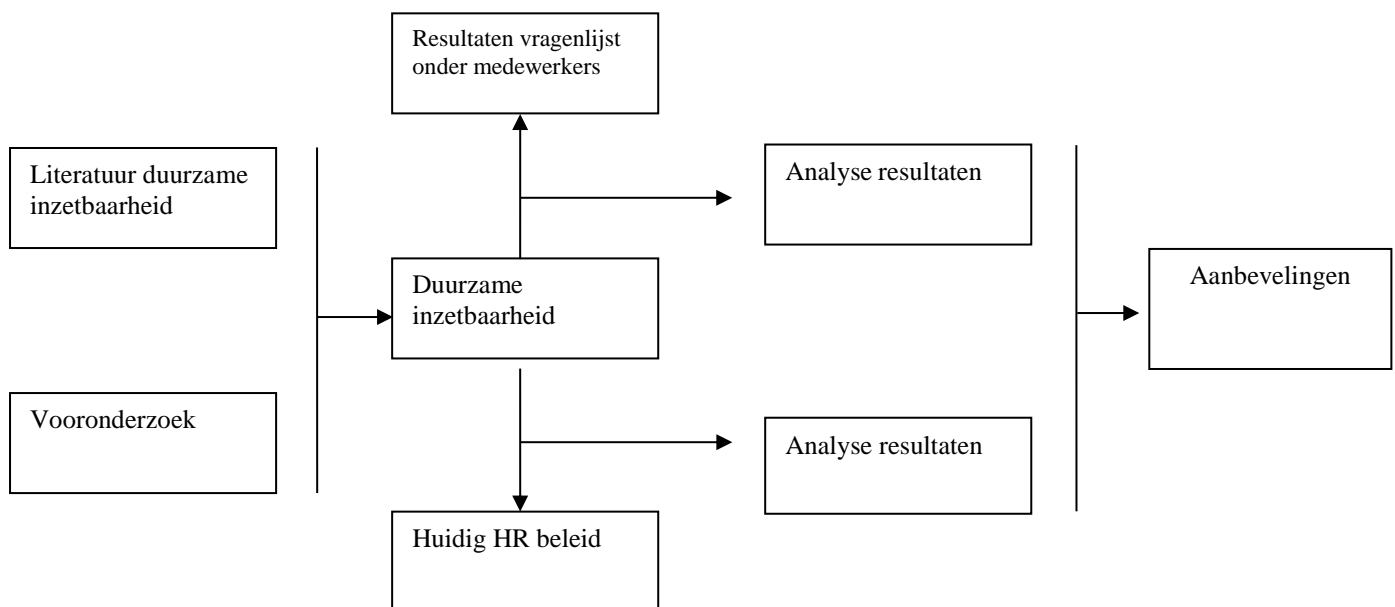 Resultaten vragenlijst
onder medewerkers
Literatuur duurzame
inzetbaarheid
Analyse resultaten
Duurzame
inzetbaarheid
Aanbevelingen
Vooronderzoek
Analyse resultaten
Huidig HR beleid